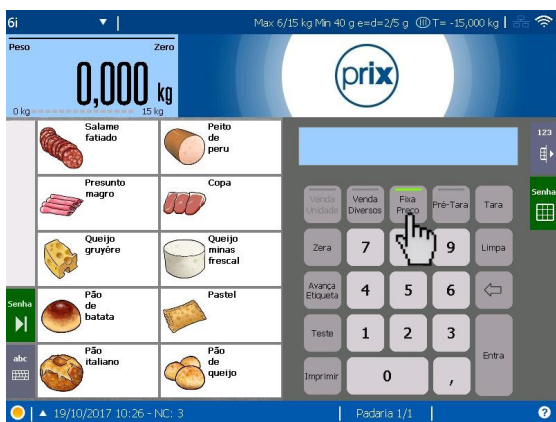 6i
Max 6/15 kg Min 40 g e=d=2/5 g Ⓜ T= -15,000 kg
Peso
Zero
0,000 kg
0 kg
15 kg
prix
Salame fatiado
Peito de peru
Presunto magro
Copa
Queijo gruyére
Queijo minas frescal
Pão de batata
Pastel
Pão italiano
Pão de queijo
Senha
abc
123
Senha
Venda Unidade
Venda Diversos
Fixa Preço
Pré-Tara
Tara
Zera
7
9
Limpa
Avança Etiqueta
4
5
6
Teste
1
2
3
Entra
Imprimir
0
,
19/10/2017 10:26 - NC: 3
Padaria 1/1
?